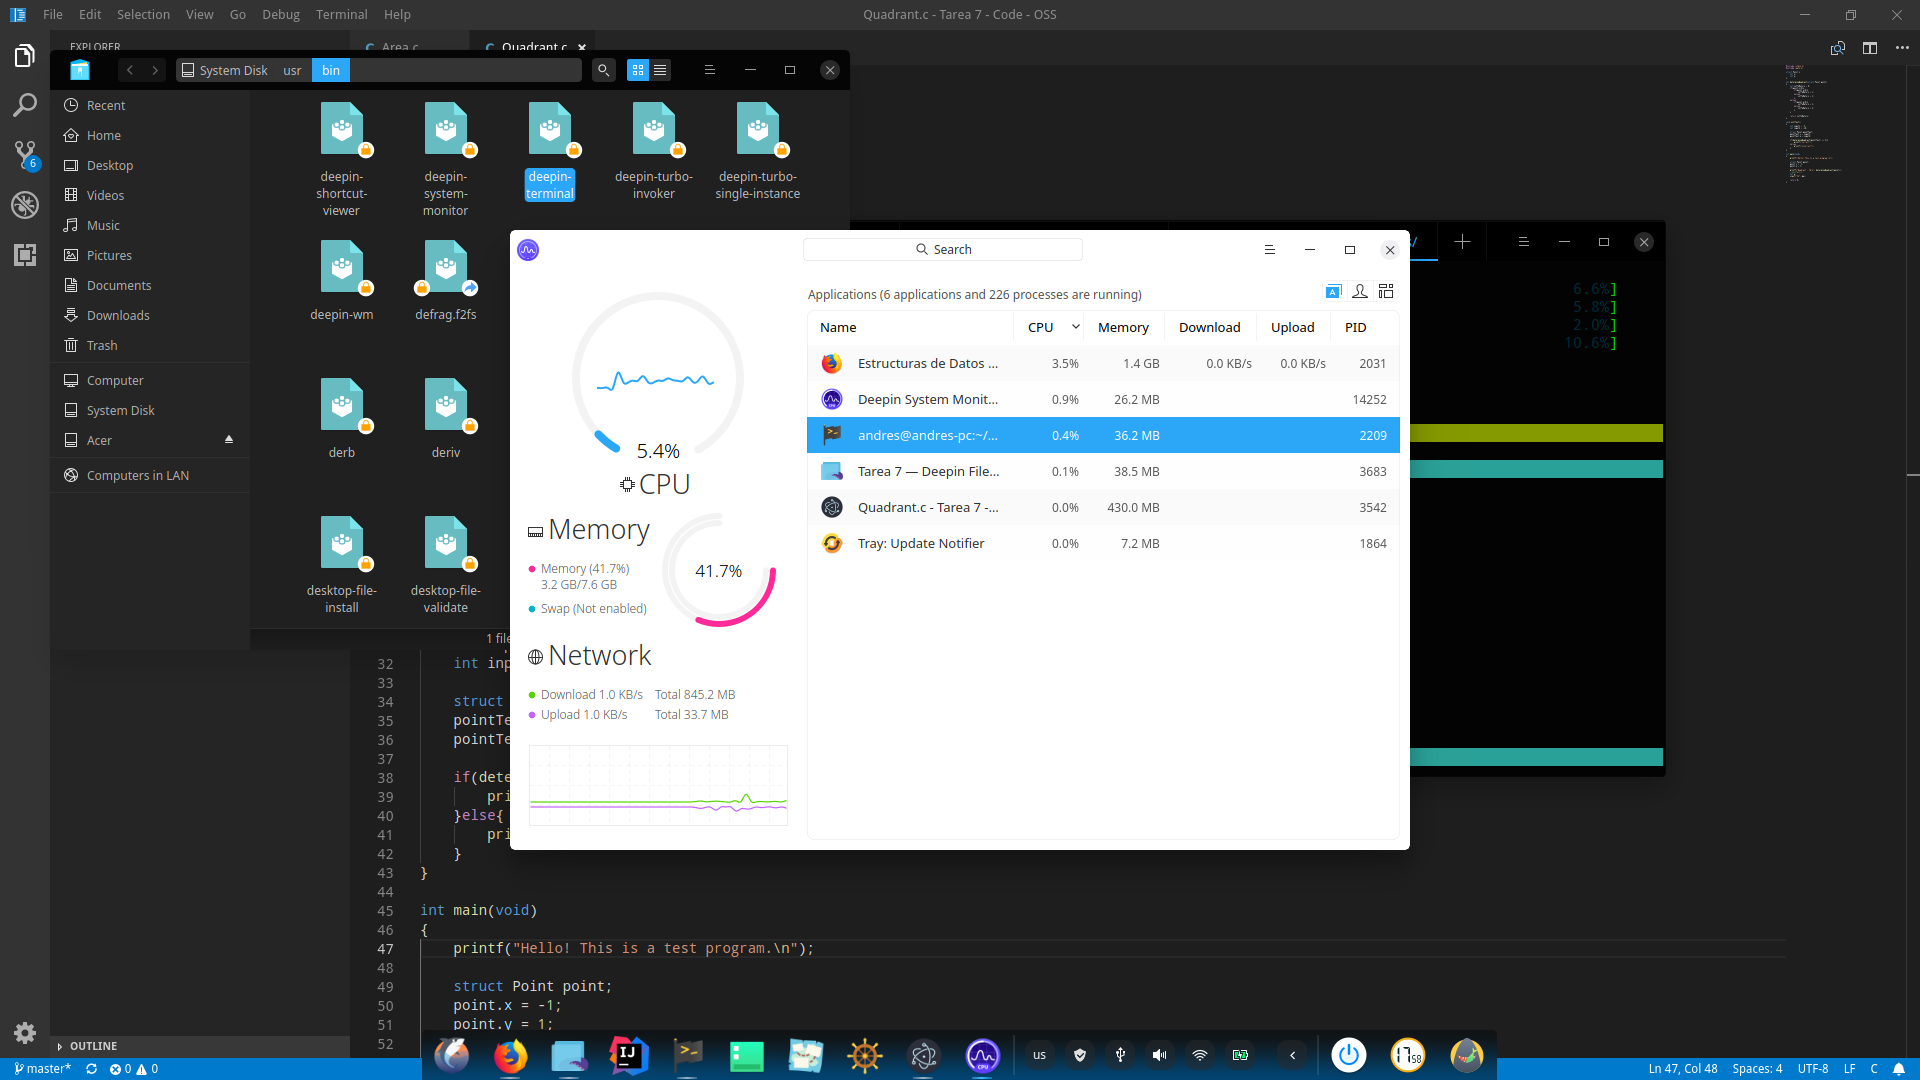 File Edit Selection View Go Debug Terminal Help
Quadrant.c - Tarea 7 - Code - OSS
EXPLORER
Area.c
Quadrant.c
System Disk usr bin
Recent
Home
Desktop
Videos
Music
Pictures
Documents
Downloads
Trash
Computer
System Disk
Acer
Computers in LAN
deepin-
shortcut-
viewer
deepin-
system-
monitor
deepin-
terminal
deepin-turbo-
invoker
deepin-turbo-
single-instance
deepin-wm
defrag.f2fs
derb
deriv
desktop-file-
install
desktop-file-
validate
1 file
6
Search
5.4%
CPU
Memory
Memory (41.7%)
3.2 GB/7.6 GB
Swap (Not enabled)
41.7%
Network
Download 1.0 KB/s Total 845.2 MB
Upload 1.0 KB/s Total 33.7 MB
Applications (6 applications and 226 processes are running)
Name CPU Memory Download Upload PID
Estructuras de Datos ... 3.5% 1.4 GB 0.0 KB/s 0.0 KB/s 2031
Deepin System Monit... 0.9% 26.2 MB 14252
andres@andres-pc:~/... 0.4% 36.2 MB 2209
Tarea 7 — Deepin File... 0.1% 38.5 MB 3683
Quadrant.c - Tarea 7 -... 0.0% 430.0 MB 3542
Tray: Update Notifier 0.0% 7.2 MB 1864
6.6%]
5.8%]
2.0%]
10.6%]
32 int inp
33
34 struct
35 pointTe
36 pointTe
37
38 if(dete
39 pri
40 }else{
41 pri
42 }
43 }
44
45 int main(void)
46 {
47 printf("Hello! This is a test program.\n");
48
49 struct Point point;
50 point.x = -1;
51 point.y = 1;
52
OUTLINE
master* 0 0
us
17 58
Ln 47, Col 48 Spaces: 4 UTF-8 LF C